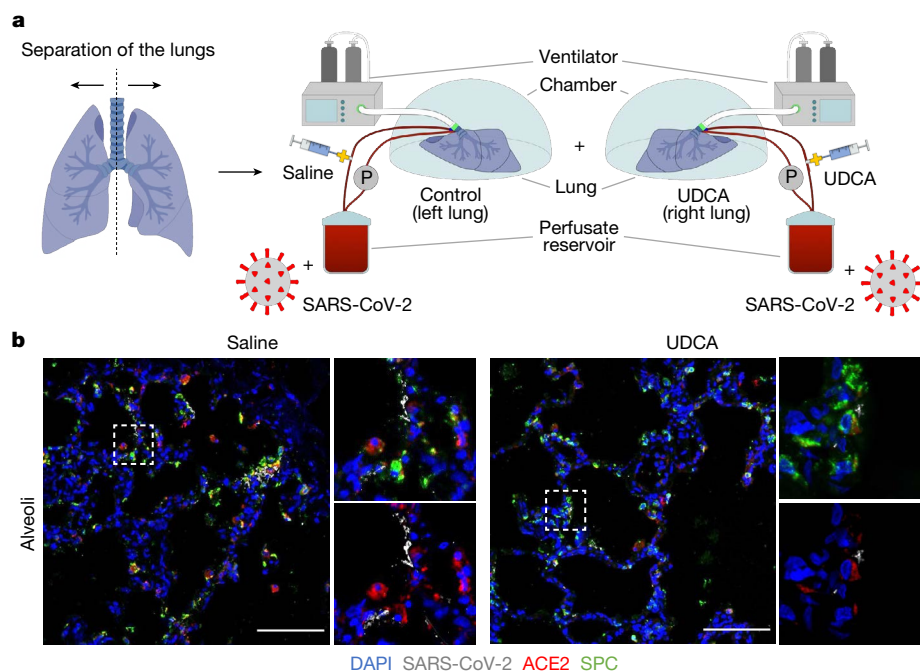 a
Separation of the lungs
Ventilator
Chamber
Saline
P
Control
(left lung)
+
Lung
UDCA
(right lung)
P
UDCA
Perfusate
reservoir
+
SARS-CoV-2
+
SARS-CoV-2
b
Saline
UDCA
Alveoli
DAPI SARS-CoV-2 ACE2 SPC